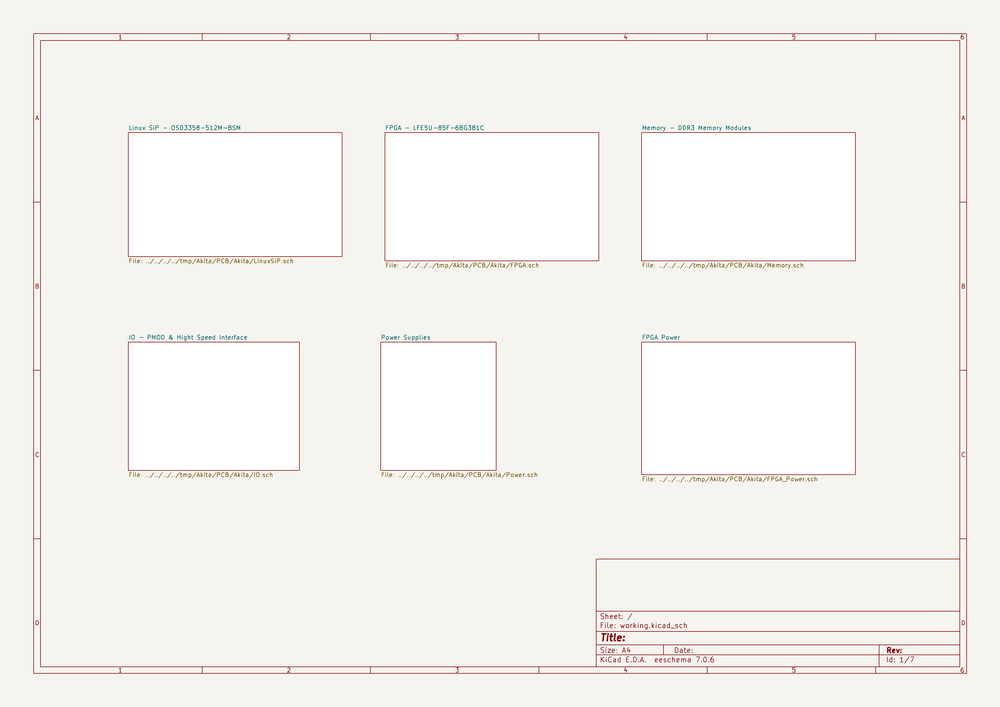 1 2 3 4 5 6
A A
Linux SiP - OSD3358-512M-BSM
FPGA - LFE5U-85F-6BG381C
Memory - DDR3 Memory Modules
File: ../../../../tmp/Akita/PCB/Akita/LinuxSiP.sch
File: ../../../../tmp/Akita/PCB/Akita/FPGA.sch
File: ../../../../tmp/Akita/PCB/Akita/Memory.sch
B B
IO - PMOD & Hight Speed Interface
Power Supplies
FPGA Power
C C
File: ../../../../tmp/Akita/PCB/Akita/IO.sch
File: ../../../../tmp/Akita/PCB/Akita/Power.sch
File: ../../../../tmp/Akita/PCB/Akita/FPGA_Power.sch
Sheet: /
File: working.kicad_sch
D D
Title:
Size: A4 Date: Rev:
KiCad E.D.A. eeschema 7.0.6 Id: 1/7
1 2 3 4 5 6